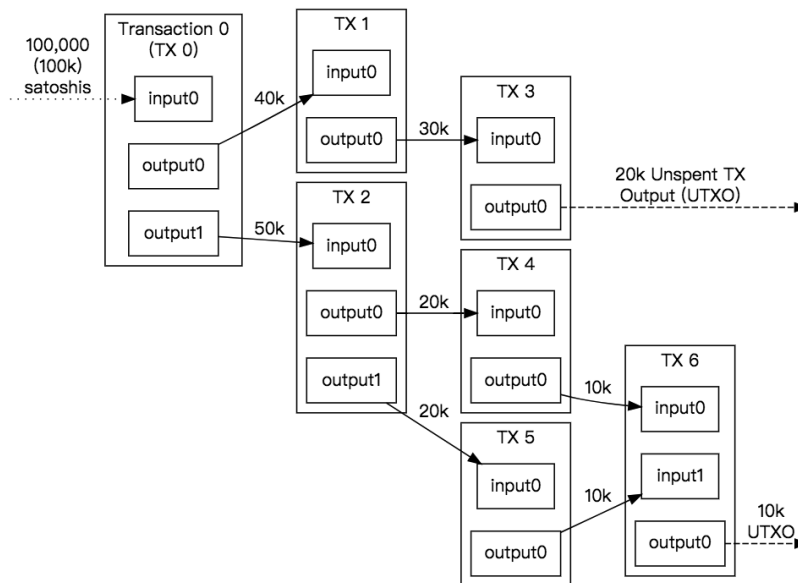 100,000
(100k)
satoshis
Transaction 0
(TX 0)
input0
output0
output1
40k
50k
TX 1
input0
output0
30k
TX 2
input0
output0
output1
20k
20k
TX 3
input0
output0
20k Unspent TX
Output (UTXO)
TX 4
input0
output0
10k
TX 5
input0
output0
10k
TX 6
input0
input1
output0
10k
UTXO